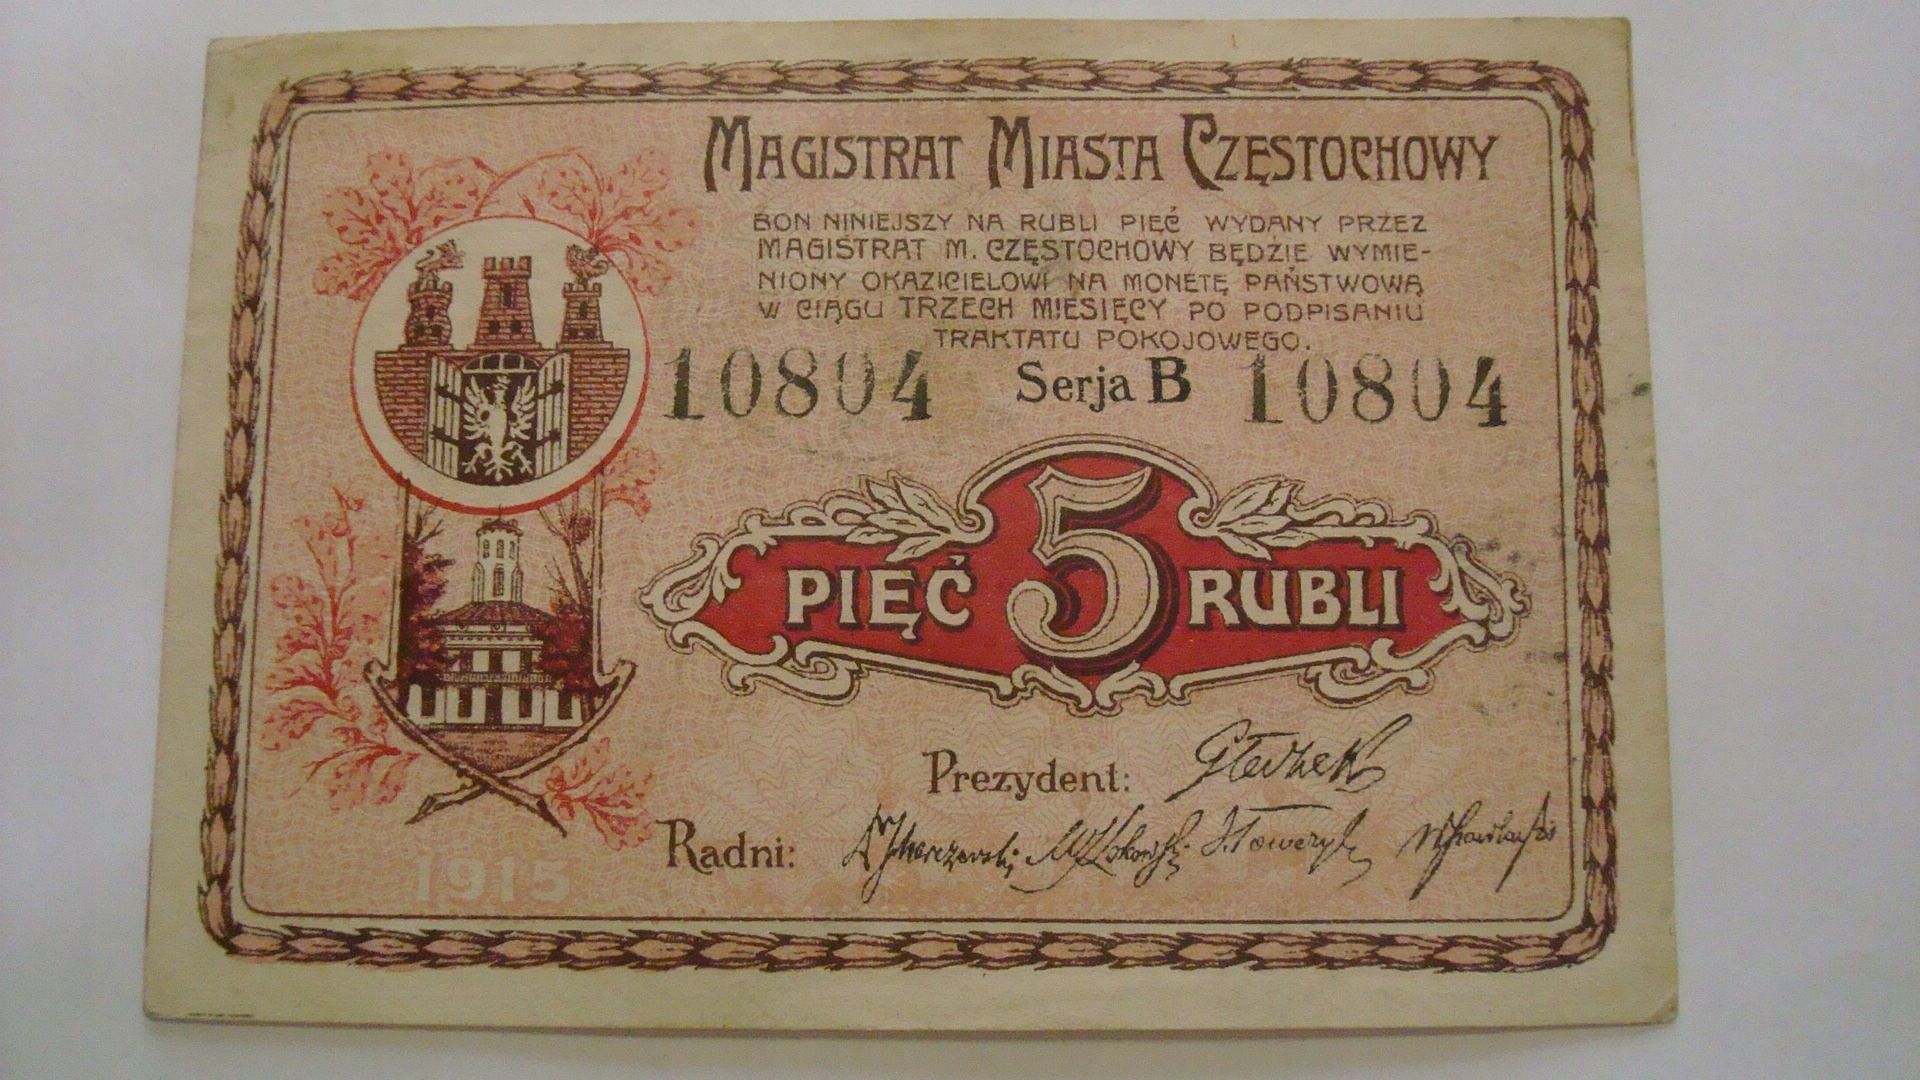 MAGISTRAT MIASTA CZĘSTOCHOWY
BON NINIEJSZY NA RUBLI PIĘĆ WYDANY PRZEZ
MAGISTRAT M. CZĘSTOCHOWY BĘDZIE WYMIE-
NIONY OKAZICIELOWI NA MONETĘ PAŃSTWOWĄ
W CIĄGU TRZECH MIESIĘCY PO PODPISANIU
TRAKTATU POKOJOWEGO.
10804 Serja B 10804
PIĘĆ 5 RUBLI
Prezydent:
Radni:
1915